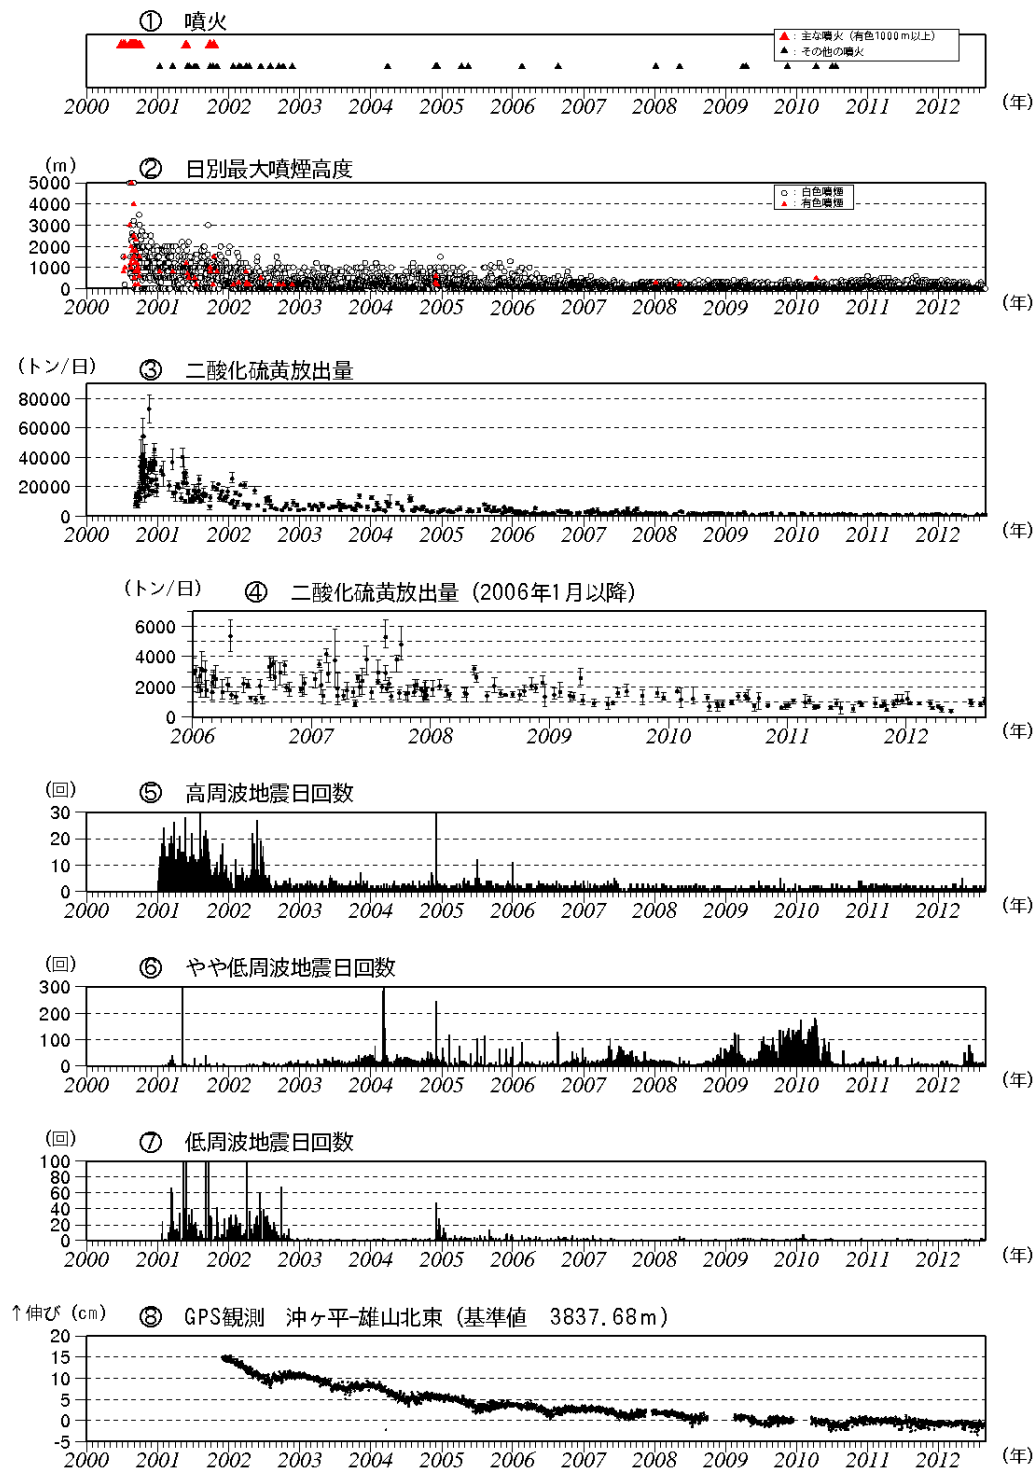 ① 噴火
▲：主な噴火（有色1000m以上）
▲：その他の噴火
2000 2001 2002 2003 2004 2005 2006 2007 2008 2009 2010 2011 2012 (年)
(m) ② 日別最大噴煙高度
○：白色噴煙
▲：有色噴煙
5000
4000
3000
2000
1000
0
2000 2001 2002 2003 2004 2005 2006 2007 2008 2009 2010 2011 2012 (年)
(トン/日) ③ 二酸化硫黄放出量
80000
60000
40000
20000
0
2000 2001 2002 2003 2004 2005 2006 2007 2008 2009 2010 2011 2012 (年)
(トン/日) ④ 二酸化硫黄放出量（2006年1月以降）
6000
4000
2000
0
2006 2007 2008 2009 2010 2011 2012 (年)
(回) ⑤ 高周波地震日回数
30
20
10
0
2000 2001 2002 2003 2004 2005 2006 2007 2008 2009 2010 2011 2012 (年)
(回) ⑥ やや低周波地震日回数
300
200
100
0
2000 2001 2002 2003 2004 2005 2006 2007 2008 2009 2010 2011 2012 (年)
(回) ⑦ 低周波地震日回数
100
80
60
40
20
0
2000 2001 2002 2003 2004 2005 2006 2007 2008 2009 2010 2011 2012 (年)
↑伸び（cm） ⑧ GPS観測 沖ヶ平-雄山北東（基準値 3837.68m）
20
15
10
5
0
-5
2000 2001 2002 2003 2004 2005 2006 2007 2008 2009 2010 2011 2012 (年)